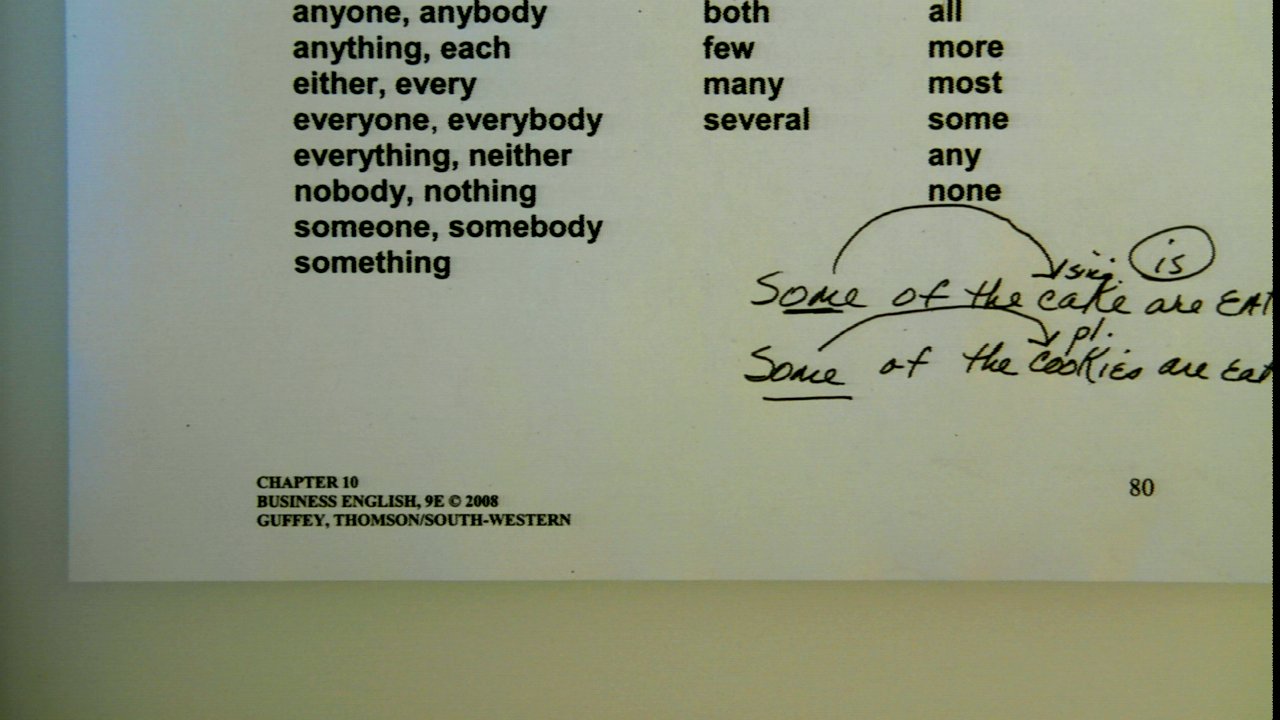 anyone, anybody both all
anything, each few more
either, every many most
everyone, everybody several some
everything, neither any
nobody, nothing none
someone, somebody
something
sing. is
Some of the cake are EAT
pl.
Some of the cookies are Eat
CHAPTER 10
BUSINESS ENGLISH, 9E © 2008
GUFFEY, THOMSON/SOUTH-WESTERN
80